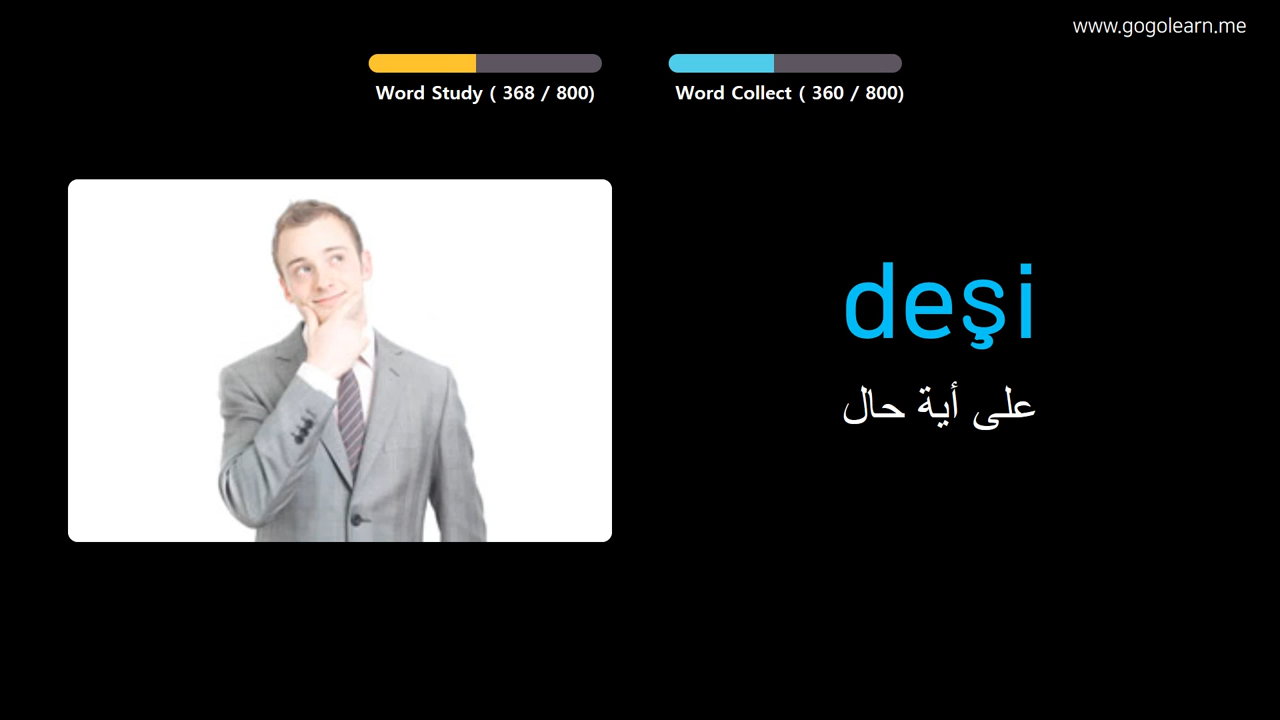 www.gogolearn.me
Word Study ( 368 / 800)
Word Collect ( 360 / 800)
deşi
على أية حال